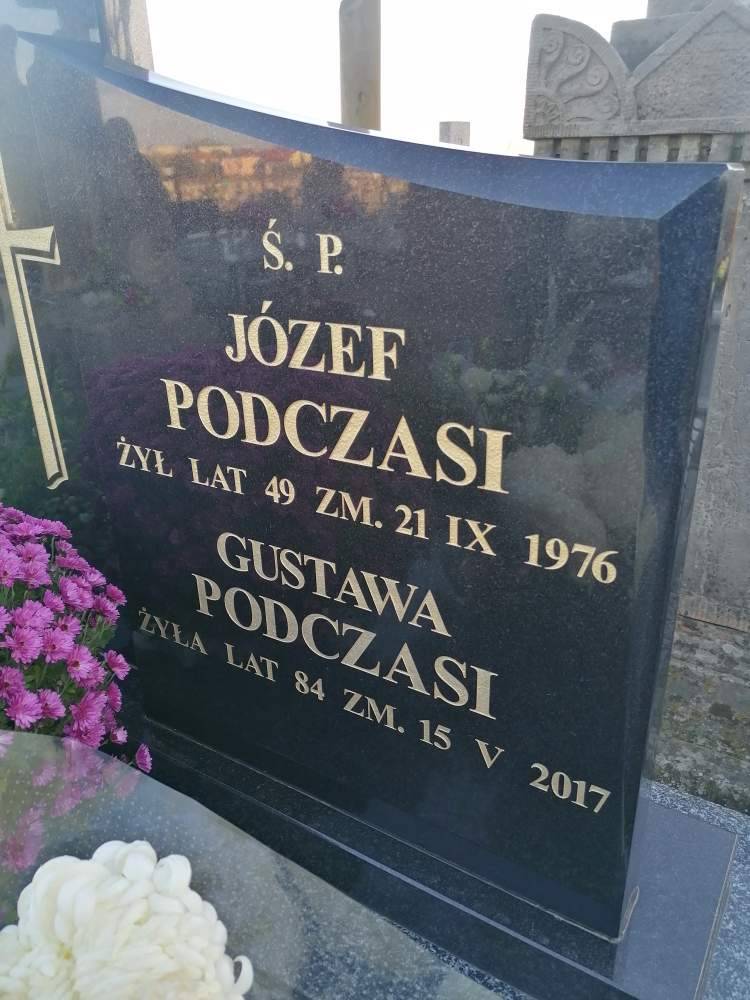 Ś. P.
JÓZEF
PODCZASI
ŻYŁ LAT 49 ZM. 21 IX 1976
GUSTAWA
PODCZASI
ŻYŁA LAT 84 ZM. 15 V 2017